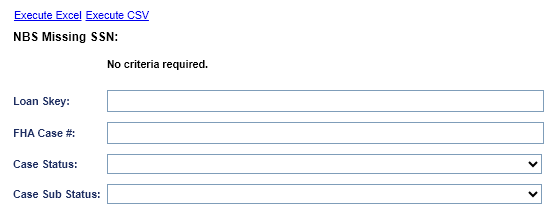 Execute Excel Execute CSV
NBS Missing SSN:
No criteria required.
Loan Skey:
FHA Case #:
Case Status:
Case Sub Status: